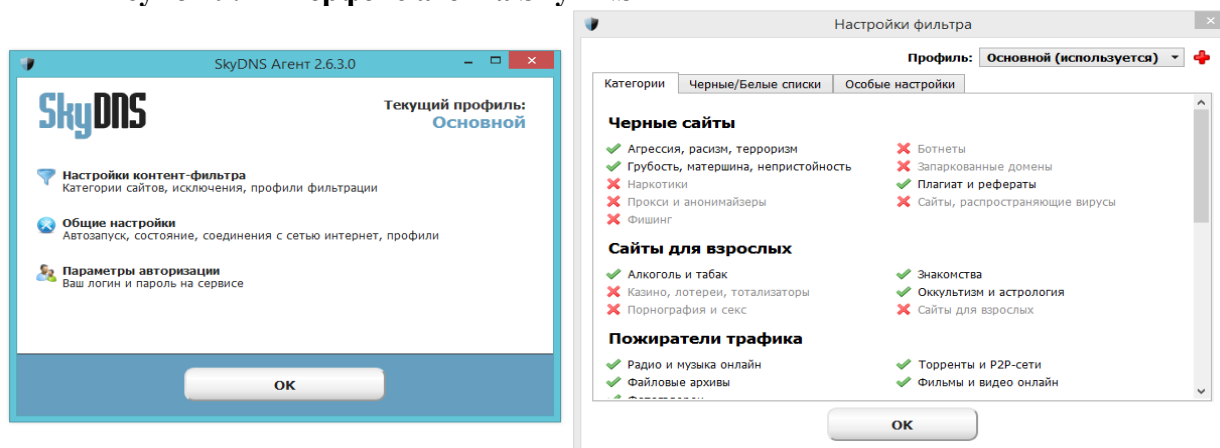 SkyDNS Агент 2.6.3.0
SkyDNS
Текущий профиль:
Основной
Настройки контент-фильтра
Категории сайтов, исключения, профили фильтрации
Общие настройки
Автозапуск, состояние, соединения с сетью интернет, профили
Параметры авторизации
Ваш логин и пароль на сервисе
ОК
Настройки фильтра
Профиль: Основной (используется)
Категории Черные/Белые списки Особые настройки
Черные сайты
Агрессия, расизм, терроризм Ботнеты
Грубость, матершина, непристойность Запаркованные домены
Наркотики Плагиат и рефераты
Прокси и анонимайзеры Сайты, распространяющие вирусы
Фишинг
Сайты для взрослых
Алкоголь и табак Знакомства
Казино, лотереи, тотализаторы Оккультизм и астрология
Порнография и секс Сайты для взрослых
Пожиратели трафика
Радио и музыка онлайн Торренты и P2P-сети
Файловые архивы Фильмы и видео онлайн
ОК